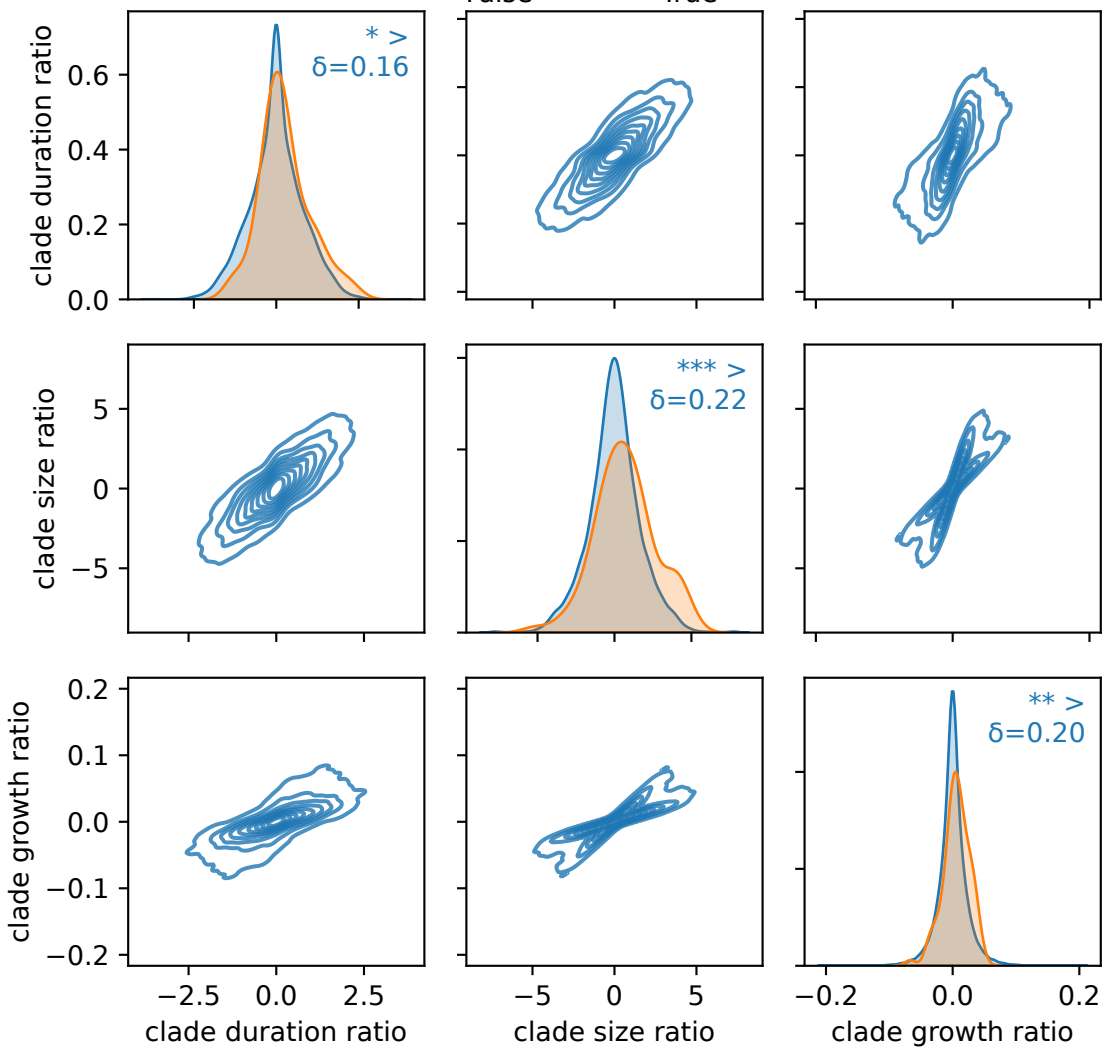 False True
* >
δ=0.16
clade duration ratio
0.6
0.4
0.2
0.0
*** >
δ=0.22
clade size ratio
5
0
−5
** >
δ=0.20
clade growth ratio
0.2
0.1
0.0
−0.1
−0.2
−2.5 0.0 2.5 −5 0 5 −0.2 0.0 0.2
clade duration ratio clade size ratio clade growth ratio